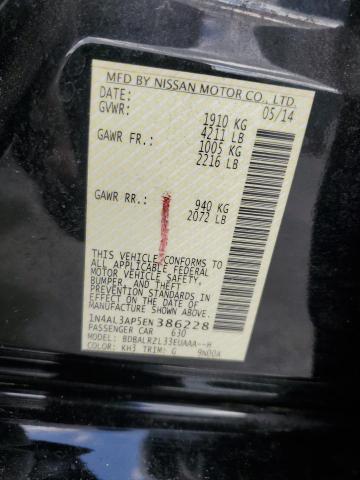 MFD BY NISSAN MOTOR CO., LTD.
DATE: 05/14
GVWR: 1910 KG
4211 LB
GAWR FR.: 1005 KG
2216 LB
GAWR RR.: 940 KG
2072 LB
THIS VEHICLE CONFORMS TO
ALL APPLICABLE FEDERAL
MOTOR VEHICLE SAFETY,
BUMPER, AND THEFT
PREVENTION STANDARDS IN
EFFECT ON THE DATE OF
MANUFACTURE SHOWN ABOVE.
1N4AL3AP5EN386228
PASSENGER CAR 630
MODEL: BDBALRZL33EUAAA--H
COLOR: KH3 TRIM: G 9N00A